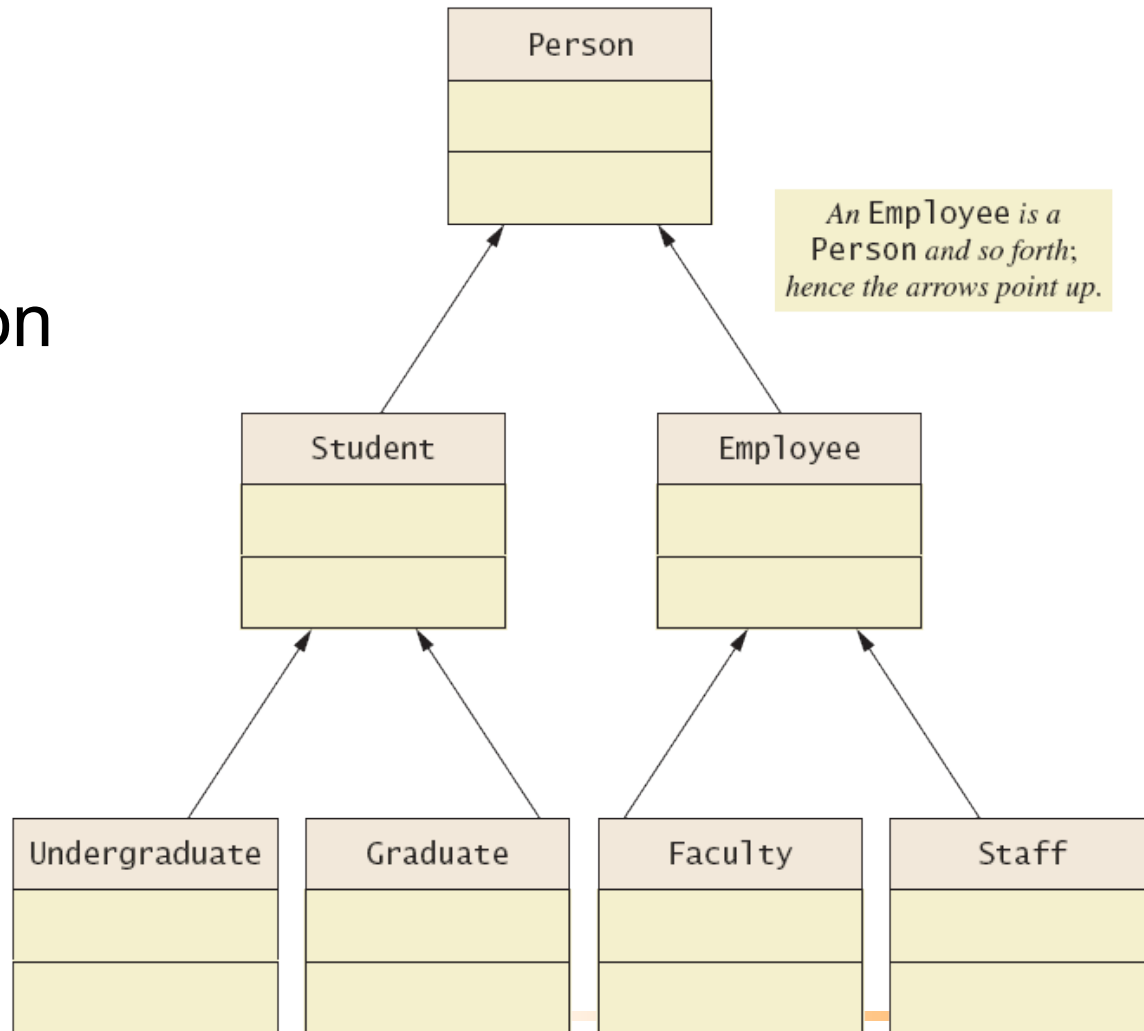 Person
An Employee is a
Person and so forth;
hence the arrows point up.
on
Student
Employee
Undergraduate
Graduate
Faculty
Staff